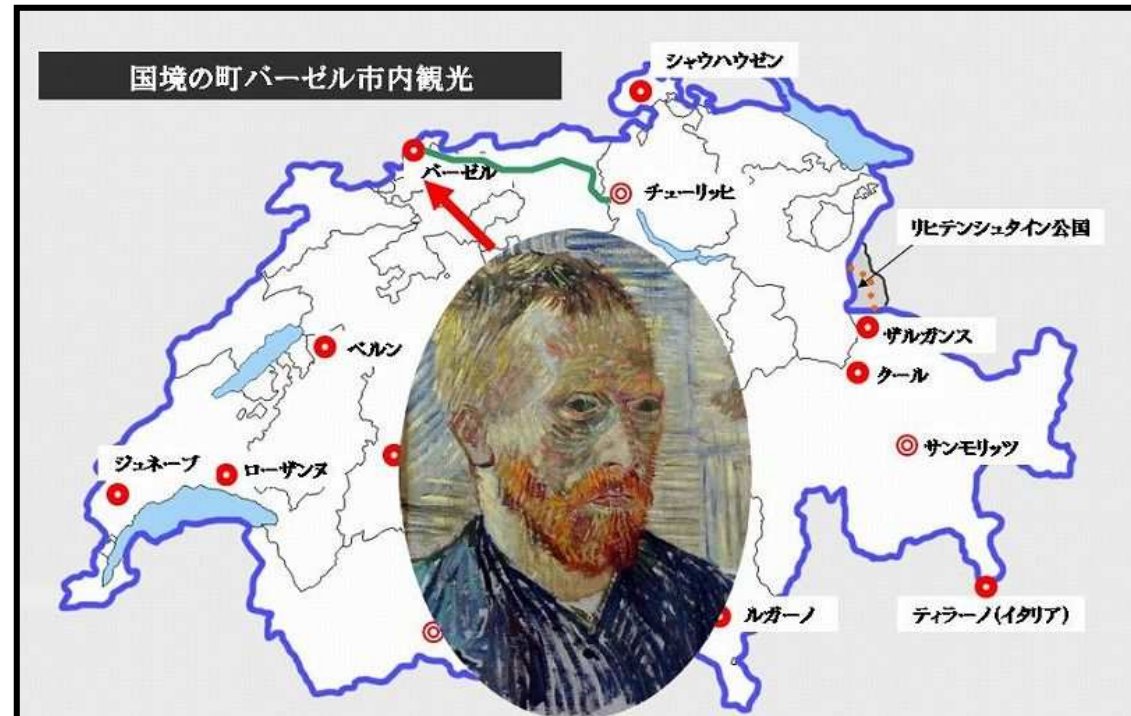 シャウハウゼン
国境の町バーゼル市内観光
バーゼル
チューリッヒ
リヒテンシュタイン公国
ザルガンス
ベルン
クール
サンモリッツ
ジュネーブ
ローザンヌ
ルガーノ
ティラーノ(イタリア)